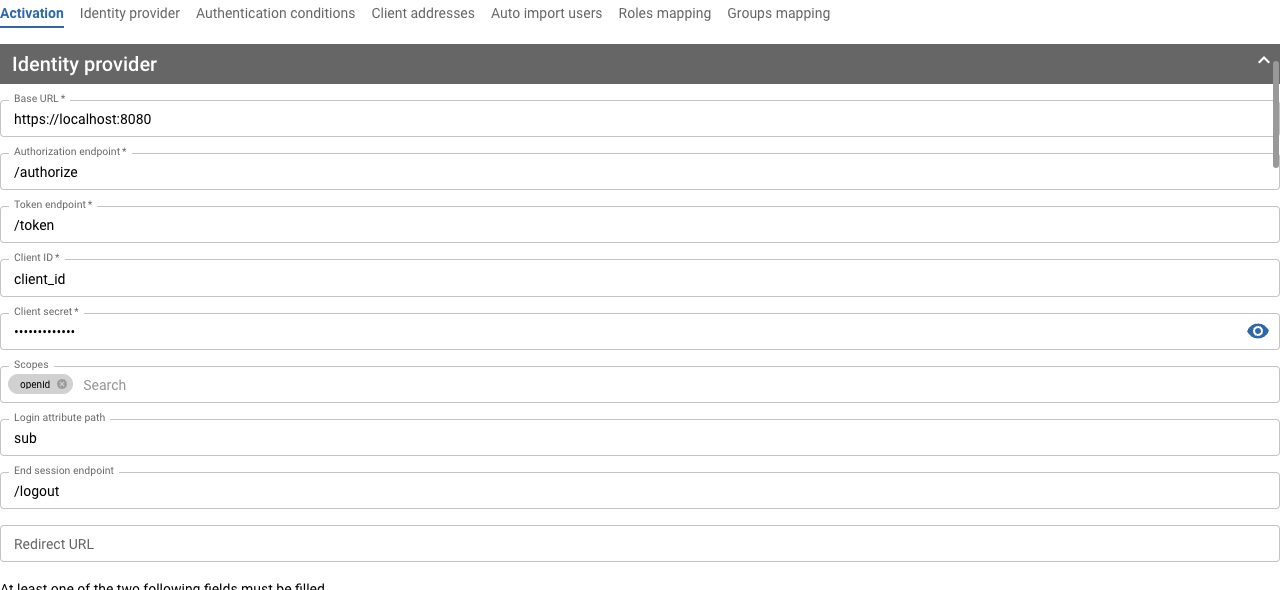 Activation Identity provider Authentication conditions Client addresses Auto import users Roles mapping Groups mapping
Identity provider
Base URL *
https://localhost:8080
Authorization endpoint *
/authorize
Token endpoint *
/token
Client ID *
client_id
Client secret *
•••••••••••••
Scopes
openid Search
Login attribute path
sub
End session endpoint
/logout
Redirect URL
At least one of the two following fields must be filled